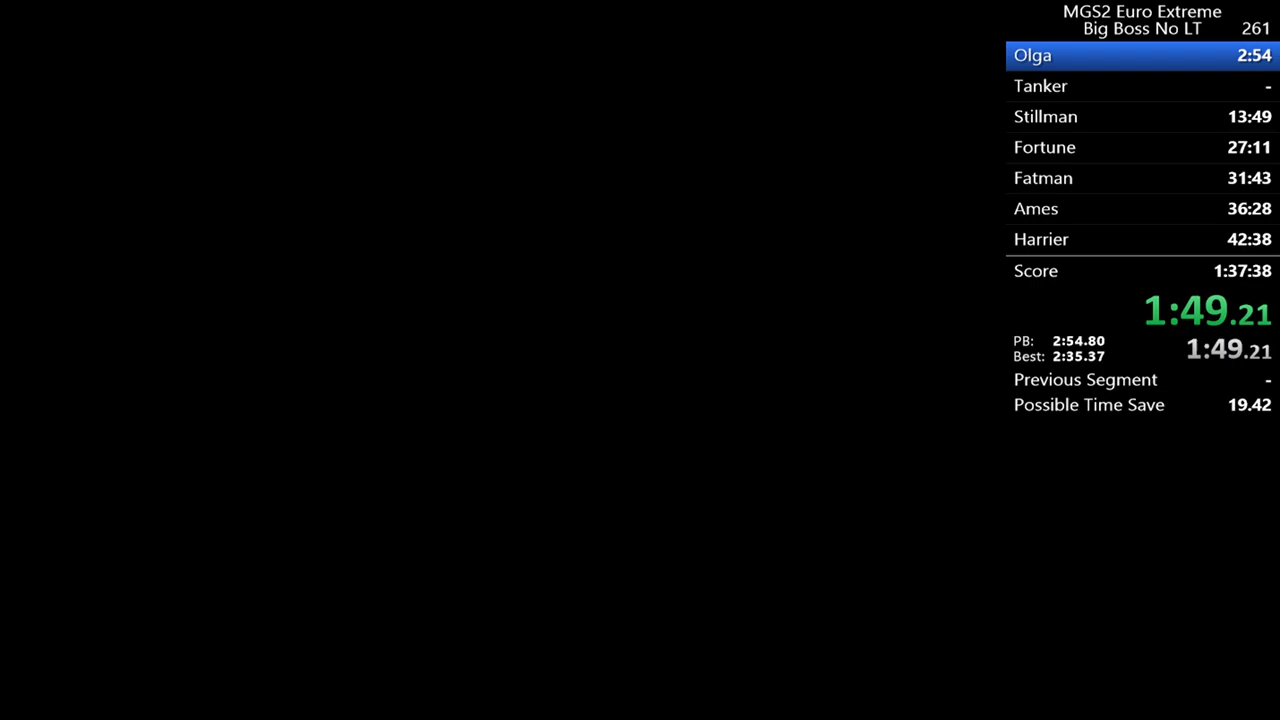 MGS2 Euro Extreme
Big Boss No LT 261
Olga 2:54
Tanker -
Stillman 13:49
Fortune 27:11
Fatman 31:43
Ames 36:28
Harrier 42:38
Score 1:37:38
1:49.21
PB: 2:54.80
Best: 2:35.37
1:49.21
Previous Segment -
Possible Time Save 19.42